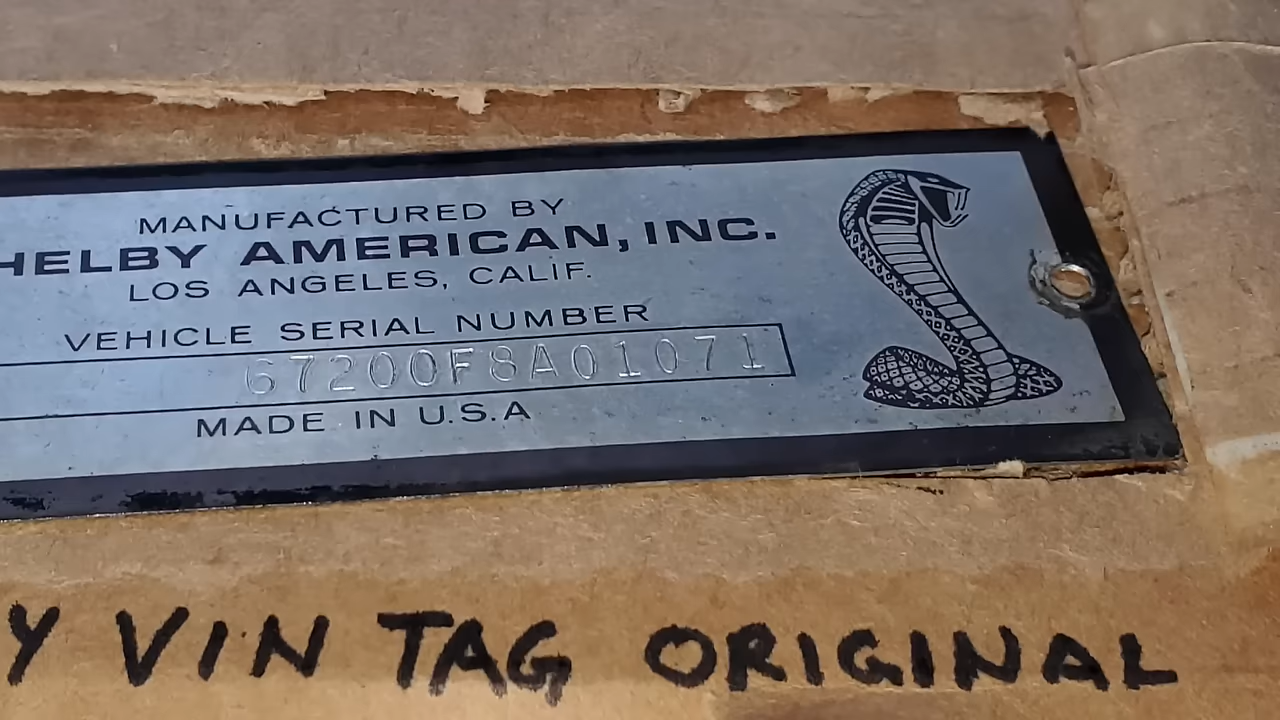 MANUFACTURED BY
HELBY AMERICAN, INC.
LOS ANGELES, CALIF.
VEHICLE SERIAL NUMBER
67200F8A01071
MADE IN U.S.A
Y VIN TAG ORIGINAL